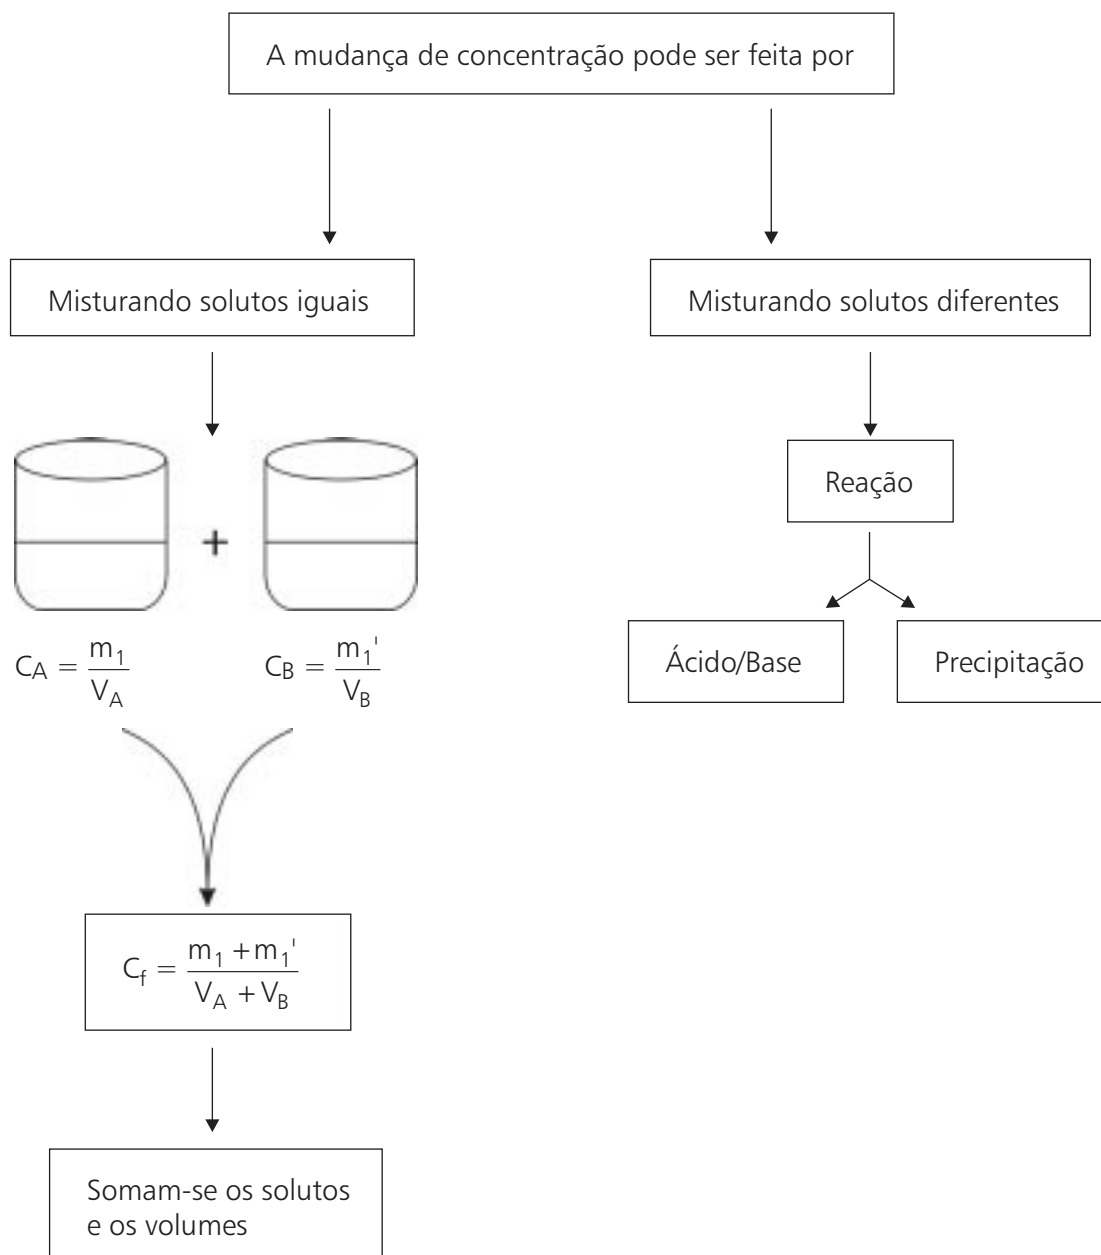 A mudança de concentração pode ser feita por
Misturando solutos iguais
Misturando solutos diferentes
Reação
+
C_A = m_1 / V_A
C_B = m_1' / V_B
Ácido/Base
Precipitação
C_f = (m_1 + m_1') / (V_A + V_B)
Somam-se os solutos
e os volumes